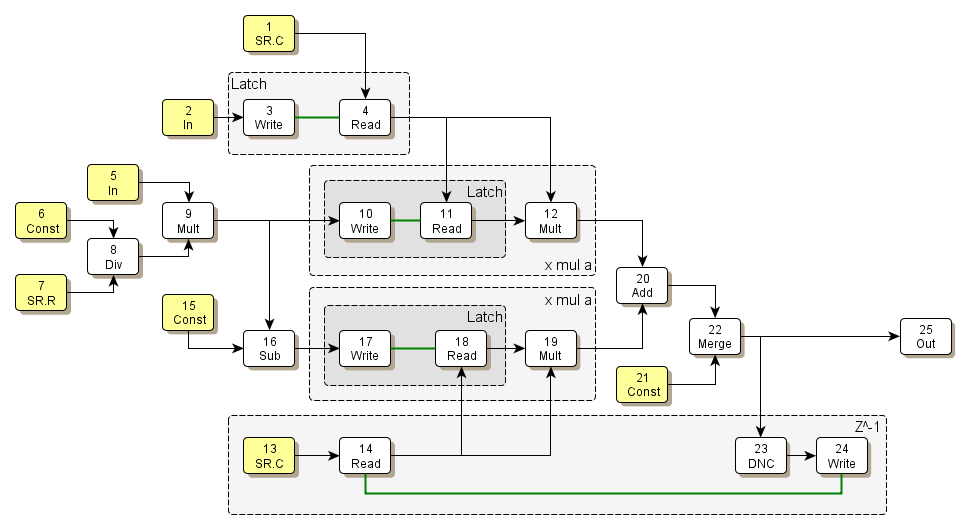 1
SR.C
Latch
2
In
3
Write
4
Read
5
In
Latch
6
Const
9
Mult
10
Write
11
Read
12
Mult
8
Div
x mul a
7
SR.R
20
Add
15
Const
x mul a
Latch
16
Sub
17
Write
18
Read
19
Mult
22
Merge
25
Out
21
Const
Z^-1
13
SR.C
14
Read
23
DNC
24
Write